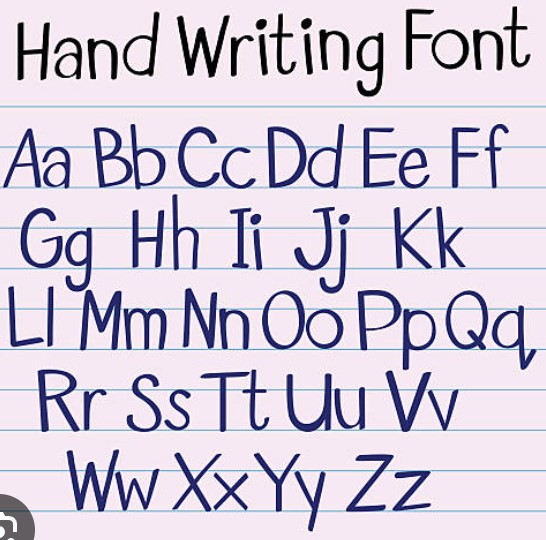 Hand Writing Font
Aa Bb Cc Dd Ee Ff
Gg Hh Ii Jj Kk
Ll Mm Nn Oo Pp Qq
Rr Ss Tt Uu Vv
Ww Xx Yy Zz